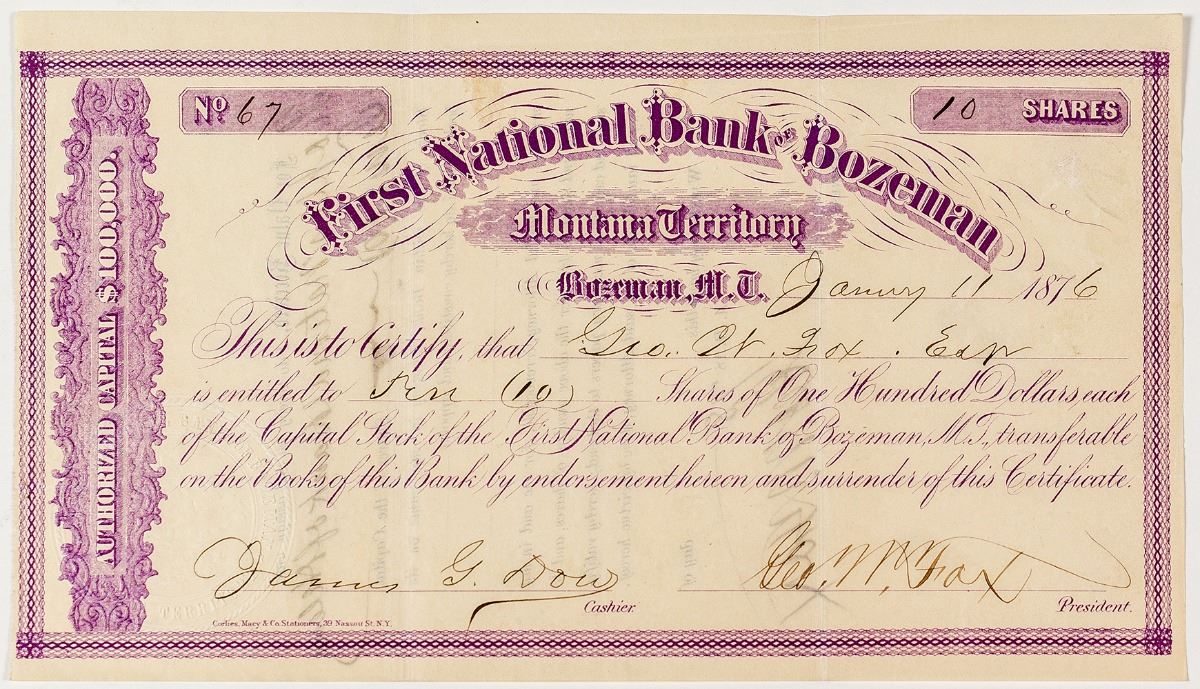 No 67
10 SHARES
First National Bank OF Bozeman
Montana Territory
Bozeman, M.T. January 11 1876
This is to Certify, that Geo. W. Fox. Esqr
is entitled to Ten (10) Shares of One Hundred Dollars each
of the Capital Stock of the First National Bank of Bozeman, M.T., transferable
on the Books of this Bank by endorsement hereon and surrender of this Certificate.
James G. Dow Cashier.
Geo. W. Fox President.
Corlies, Macy & Co. Stationers, 39 Nassau St. N.Y.
AUTHORIZED CAPITAL $100,000.